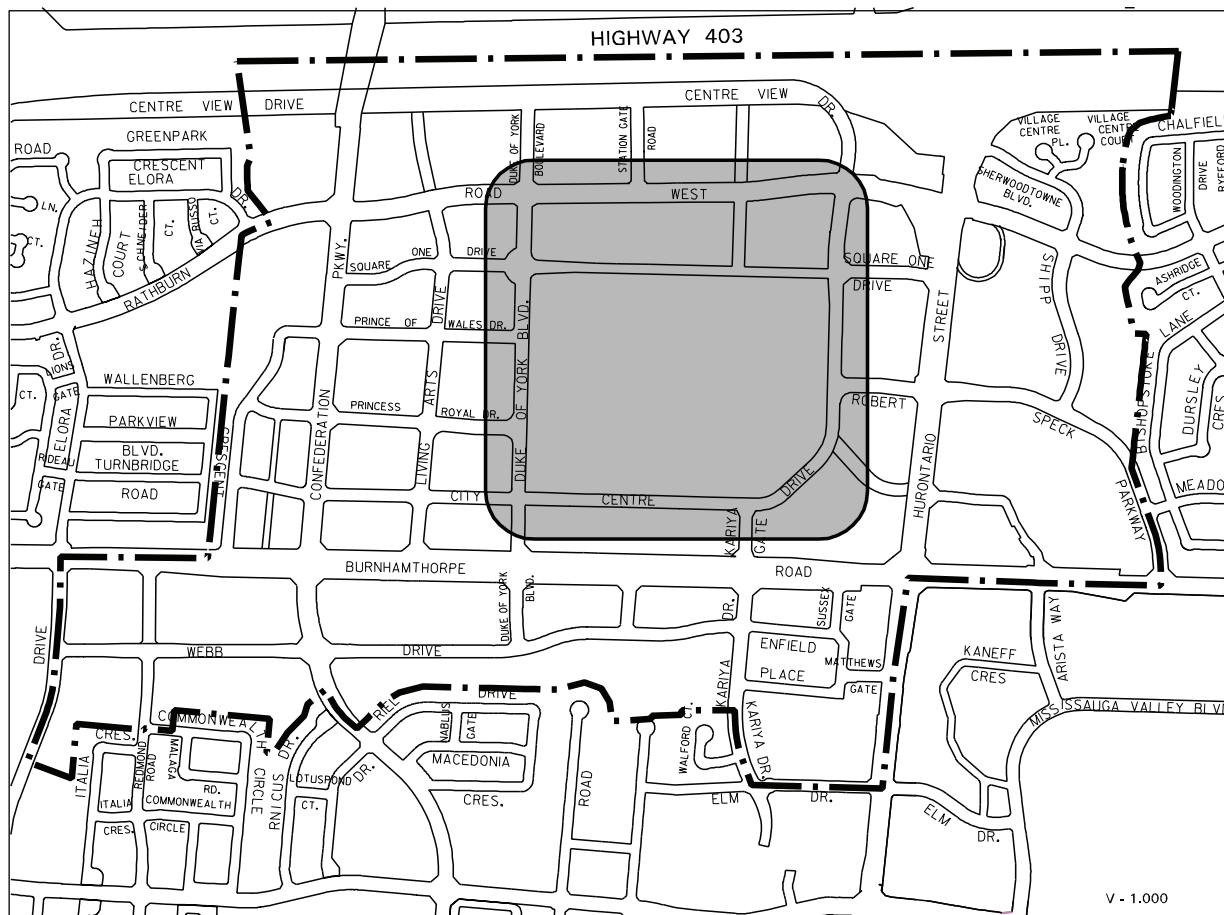 HIGHWAY 403
CENTRE VIEW DRIVE
CENTRE VIEW DR.
GREENPARK
ROAD
CRESCENT
ELORA
DR.
LN.
CT.
HAZINEH
COURT
SCHNEIDER
CT.
VIA RUSSO
CT.
RATHBURN
ROAD
WEST
DUKE OF YORK
BOULEVARD
STATION GATE
ROAD
VILLAGE
CENTRE
PL.
VILLAGE
CENTRE
COURT
CHALFIELD
WOODINGTON
DRIVE
RYEFORD
SHERWOODTOWNE
BLVD.
PKWY.
SQUARE ONE DRIVE
SQUARE ONE
DRIVE
SHIPP
DRIVE
ASHRIDGE
CT.
LANE
STREET
PRINCE OF WALES DR.
DRIVE
DUKE OF YORK BLVD.
DR.
LIONS
GATE
CT.
ELORA
WALLENBERG
PARKVIEW
BLVD.
TURNBRIDGE
ROAD
RIDEAU
GATE
CRESCENT
CONFEDERATION
PRINCESS ROYAL DR.
ARTS
LIVING
ROBERT
SPECK
PARKWAY
BISHOPSTOKE
DURSLEY
CRES
MEADO
HURONTARIO
CITY CENTRE DRIVE
KARIYA
GATE
BURNHAMTHORPE ROAD
DUKE OF YORK
BLVD.
DR.
SUSSEX
GATE
ENFIELD
PLACE
MATTHEWS
GATE
KARIYA
KANEFF
CRES
ARISTA WAY
MISSISSAUGA VALLEY BLVD
DRIVE
WEBB DRIVE
COMMONWEALTH
CIRCLE
CRES.
ITALIA
REDMOND
ROAD
MALAGA
RD.
ITALIA
COMMONWEALTH
CRES.
CIRCLE
DR.
LOTUSPOND
CT.
DR.
RIEL
DRIVE
NABLUS
GATE
MACEDONIA
CRES.
ROAD
WALFORD CT.
KARIYA DR.
ELM DR.
ELM
DR.
V - 1.000